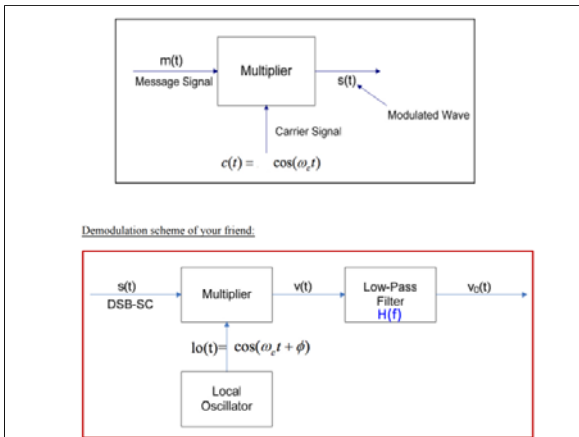 m(t)
Message Signal
Multiplier
s(t)
Modulated Wave
Carrier Signal
c(t) = cos(ω_c t)
Demodulation scheme of your friend:
s(t)
DSB-SC
Multiplier
v(t)
Low-Pass
Filter
H(f)
v₀(t)
lo(t)= cos(ω_c t + ϕ)
Local
Oscillator